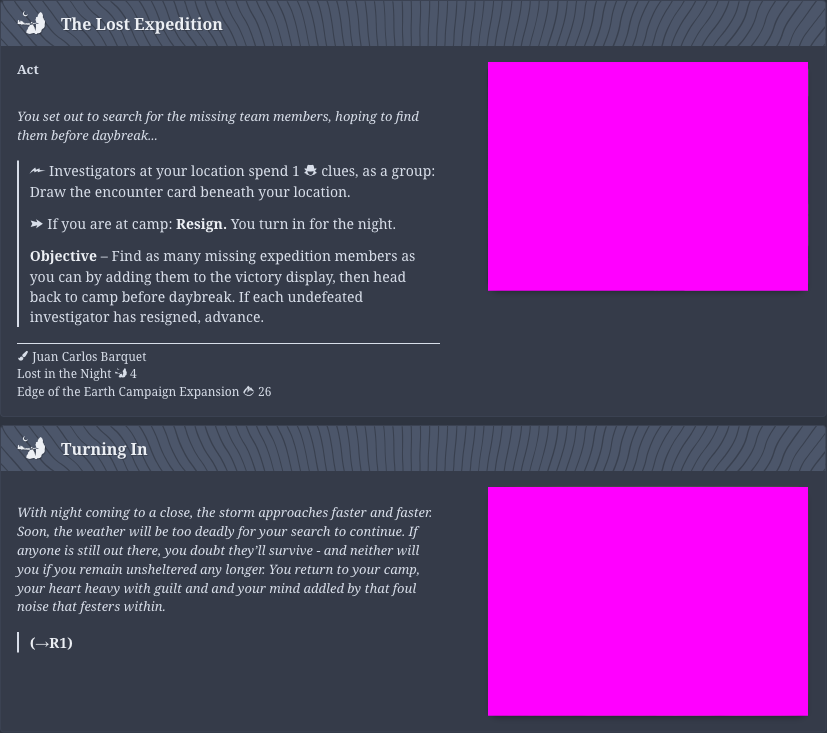 The Lost Expedition
Act
You set out to search for the missing team members, hoping to find
them before daybreak...
Investigators at your location spend 1 clues, as a group:
Draw the encounter card beneath your location.
If you are at camp: Resign. You turn in for the night.
Objective – Find as many missing expedition members as
you can by adding them to the victory display, then head
back to camp before daybreak. If each undefeated
investigator has resigned, advance.
Juan Carlos Barquet
Lost in the Night 4
Edge of the Earth Campaign Expansion 26
Turning In
With night coming to a close, the storm approaches faster and faster.
Soon, the weather will be too deadly for your search to continue. If
anyone is still out there, you doubt they'll survive - and neither will
you if you remain unsheltered any longer. You return to your camp,
your heart heavy with guilt and and your mind addled by that foul
noise that festers within.
(→R1)